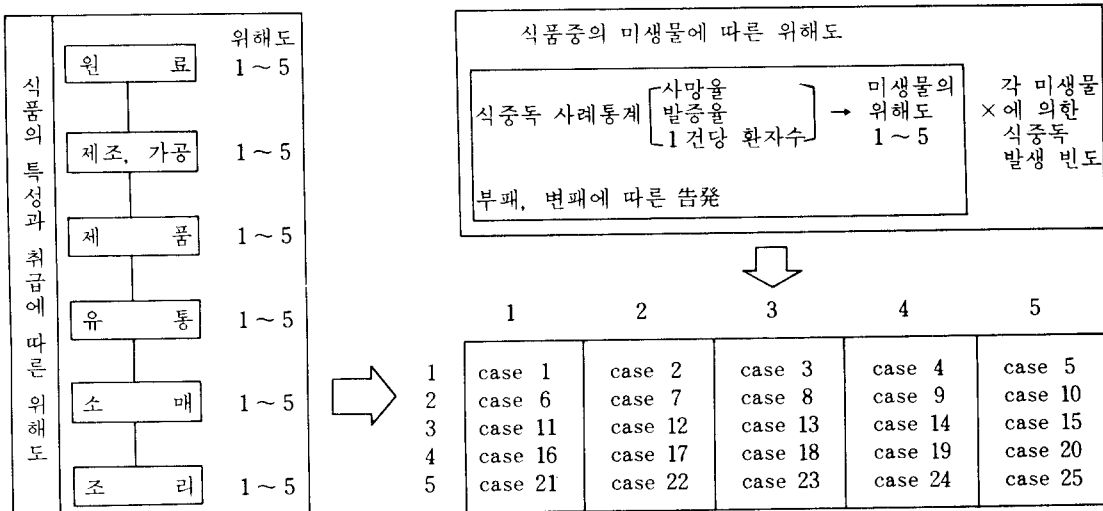 식품의 특성과 취급에 따른 위해도
위해도
원 료 1~5
제조, 가공 1~5
제 품 1~5
유 통 1~5
소 매 1~5
조 리 1~5
식품중의 미생물에 따른 위해도
식중독 사례통계
사망율
발증율
1건당 환자수
→
미생물의
위해도
1~5
×
각 미생물
에 의한
식중독
발생 빈도
부패, 변패에 따른 告発
1 2 3 4 5
1 case 1 case 2 case 3 case 4 case 5
2 case 6 case 7 case 8 case 9 case 10
3 case 11 case 12 case 13 case 14 case 15
4 case 16 case 17 case 18 case 19 case 20
5 case 21 case 22 case 23 case 24 case 25